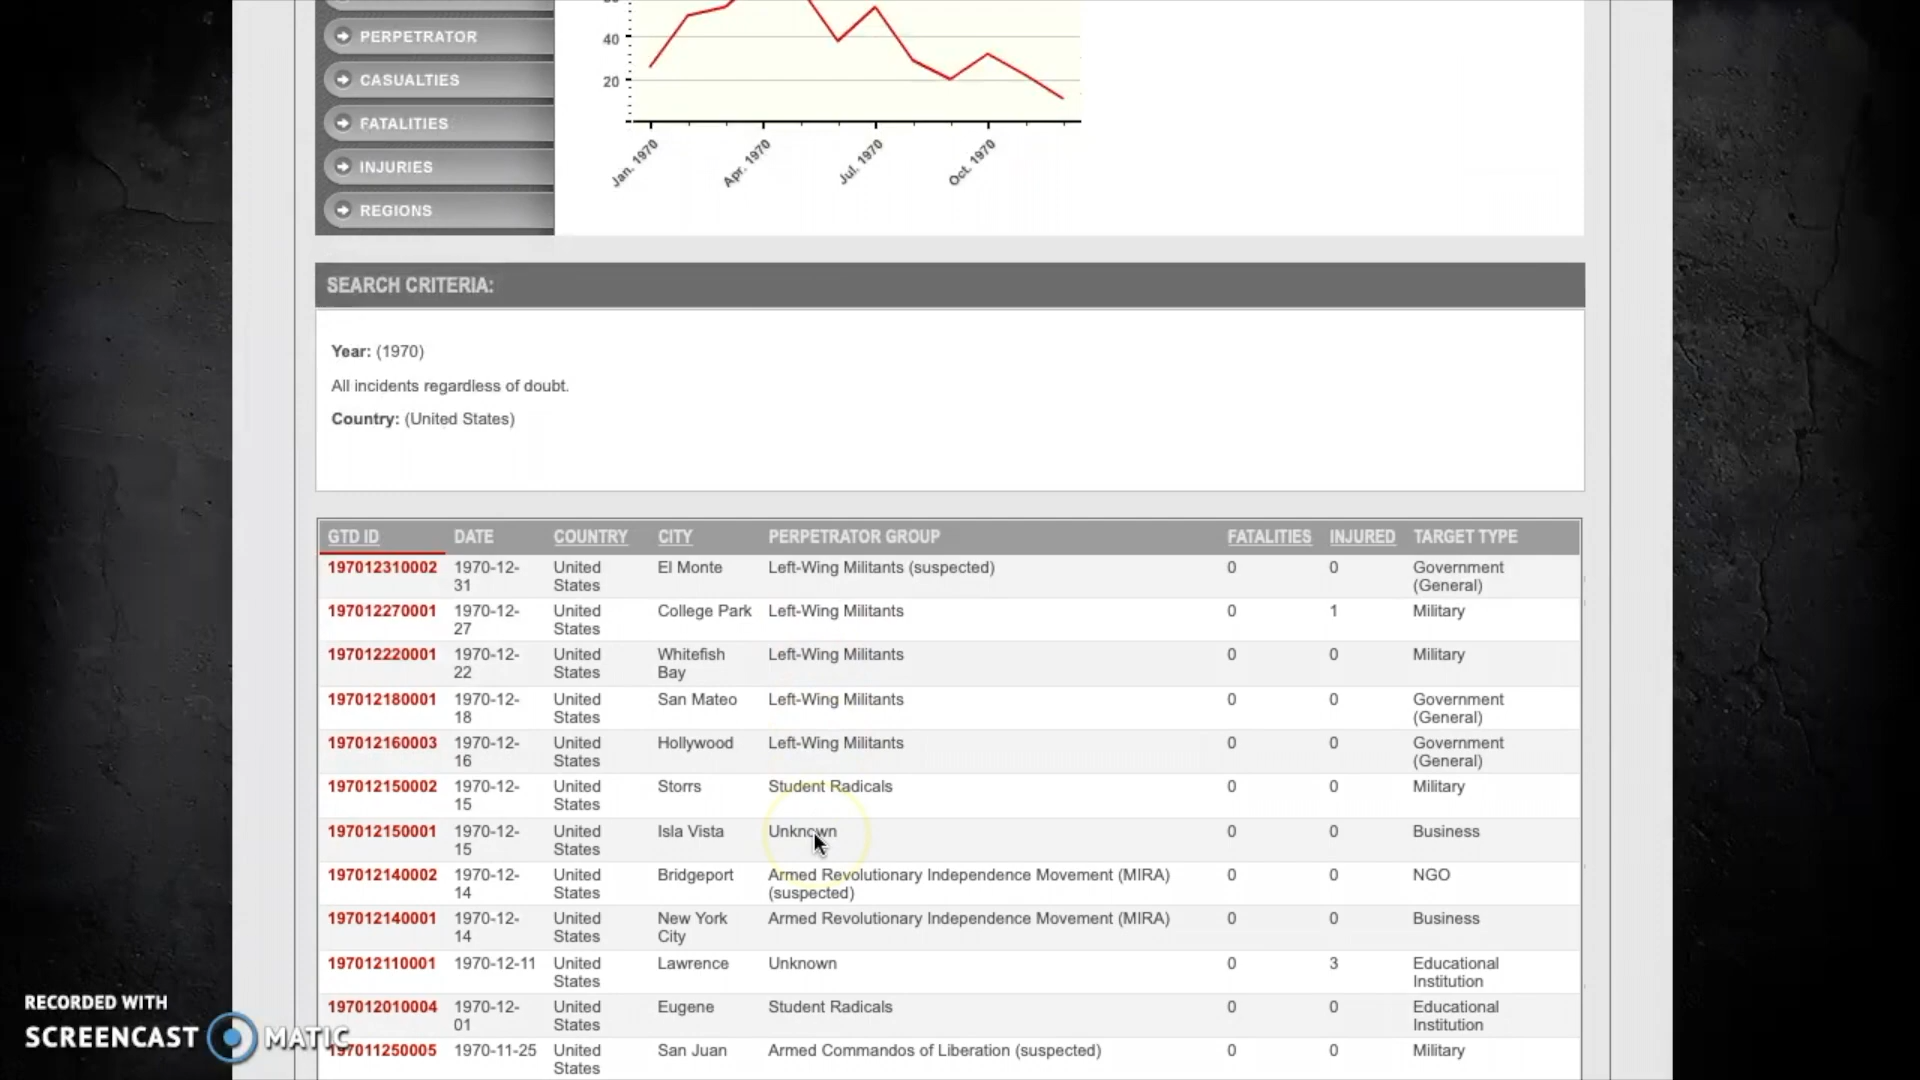 PERPETRATOR
CASUALTIES
FATALITIES
INJURIES
REGIONS
40
20
Jan. 1970
Apr. 1970
Jul. 1970
Oct. 1970
SEARCH CRITERIA:
Year: (1970)
All incidents regardless of doubt.
Country: (United States)
GTD ID DATE COUNTRY CITY PERPETRATOR GROUP FATALITIES INJURED TARGET TYPE
197012310002 1970-12- United El Monte Left-Wing Militants (suspected) 0 0 Government
31 States (General)
197012270001 1970-12- United College Park Left-Wing Militants 0 1 Military
27 States
197012220001 1970-12- United Whitefish Left-Wing Militants 0 0 Military
22 States Bay
197012180001 1970-12- United San Mateo Left-Wing Militants 0 0 Government
18 States (General)
197012160003 1970-12- United Hollywood Left-Wing Militants 0 0 Government
16 States (General)
197012150002 1970-12- United Storrs Student Radicals 0 0 Military
15 States
197012150001 1970-12- United Isla Vista Unknown 0 0 Business
15 States
197012140002 1970-12- United Bridgeport Armed Revolutionary Independence Movement (MIRA) 0 0 NGO
14 States (suspected)
197012140001 1970-12- United New York Armed Revolutionary Independence Movement (MIRA) 0 0 Business
14 States City
197012110001 1970-12-11 United Lawrence Unknown 0 3 Educational
States Institution
197012010004 1970-12- United Eugene Student Radicals 0 0 Educational
01 States Institution
197011250005 1970-11-25 United San Juan Armed Commandos of Liberation (suspected) 0 0 Military
States
RECORDED WITH
SCREENCAST MATIC